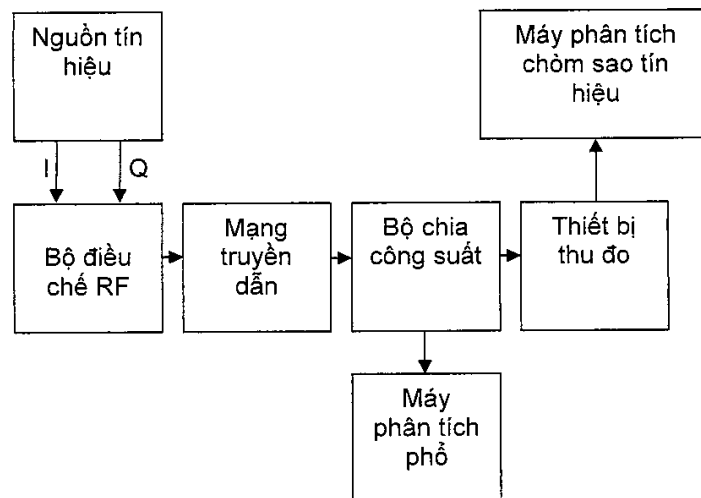 Nguồn tín
hiệu
Máy phân tích
chòm sao tín
hiệu
I
Q
Bộ điều
chế RF
Mạng
truyền
dẫn
Bộ chia
công suất
Thiết bị
thu đo
Máy
phân tích
phổ